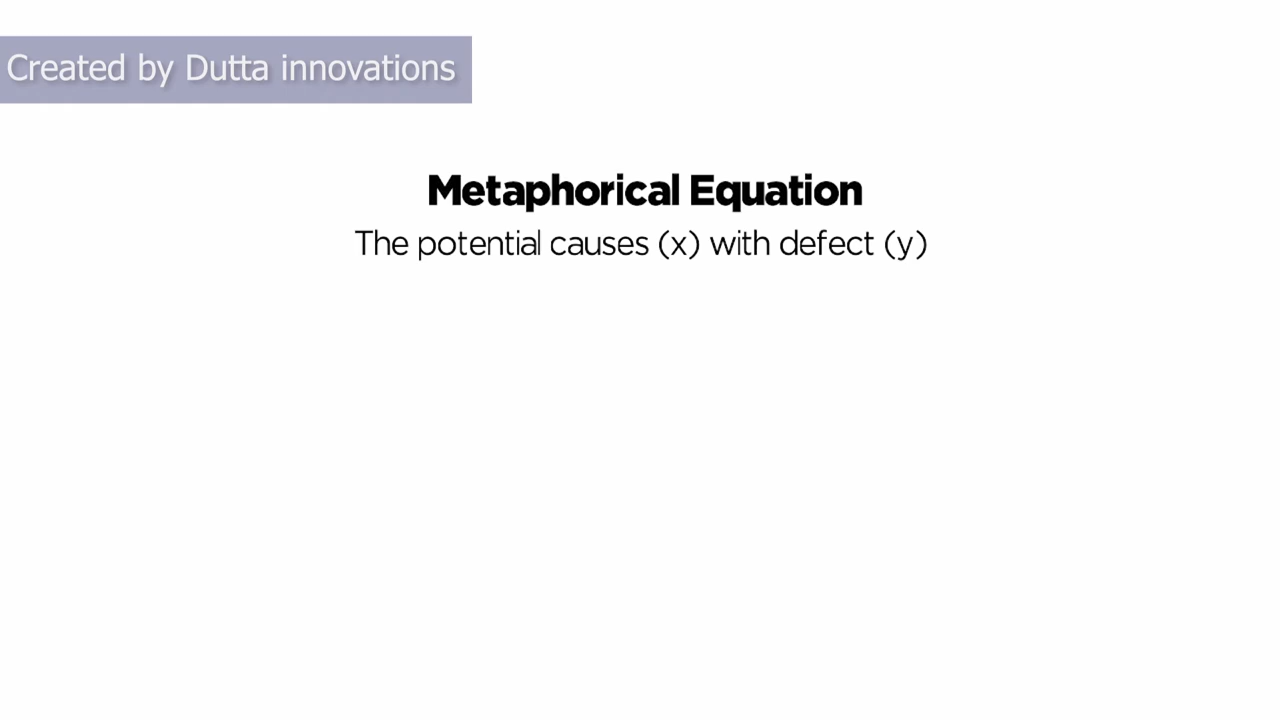 Created by Dutta innovations
Metaphorical Equation
The potential causes (x) with defect (y)